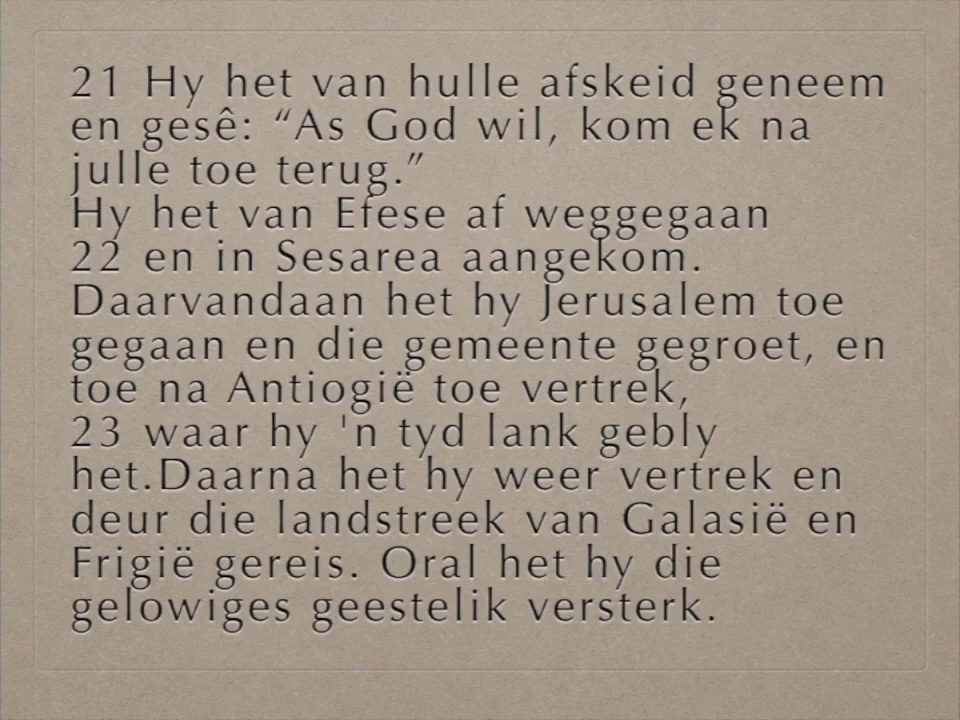 21 Hy het van hulle afskeid geneem
en gesê: “As God wil, kom ek na
julle toe terug.”
Hy het van Efese af weggegaan
22 en in Sesarea aangekom.
Daarvandaan het hy Jerusalem toe
gegaan en die gemeente gegroet, en
toe na Antiogië toe vertrek,
23 waar hy 'n tyd lank gebly
het.Daarna het hy weer vertrek en
deur die landstreek van Galasië en
Frigië gereis. Oral het hy die
gelowiges geestelik versterk.